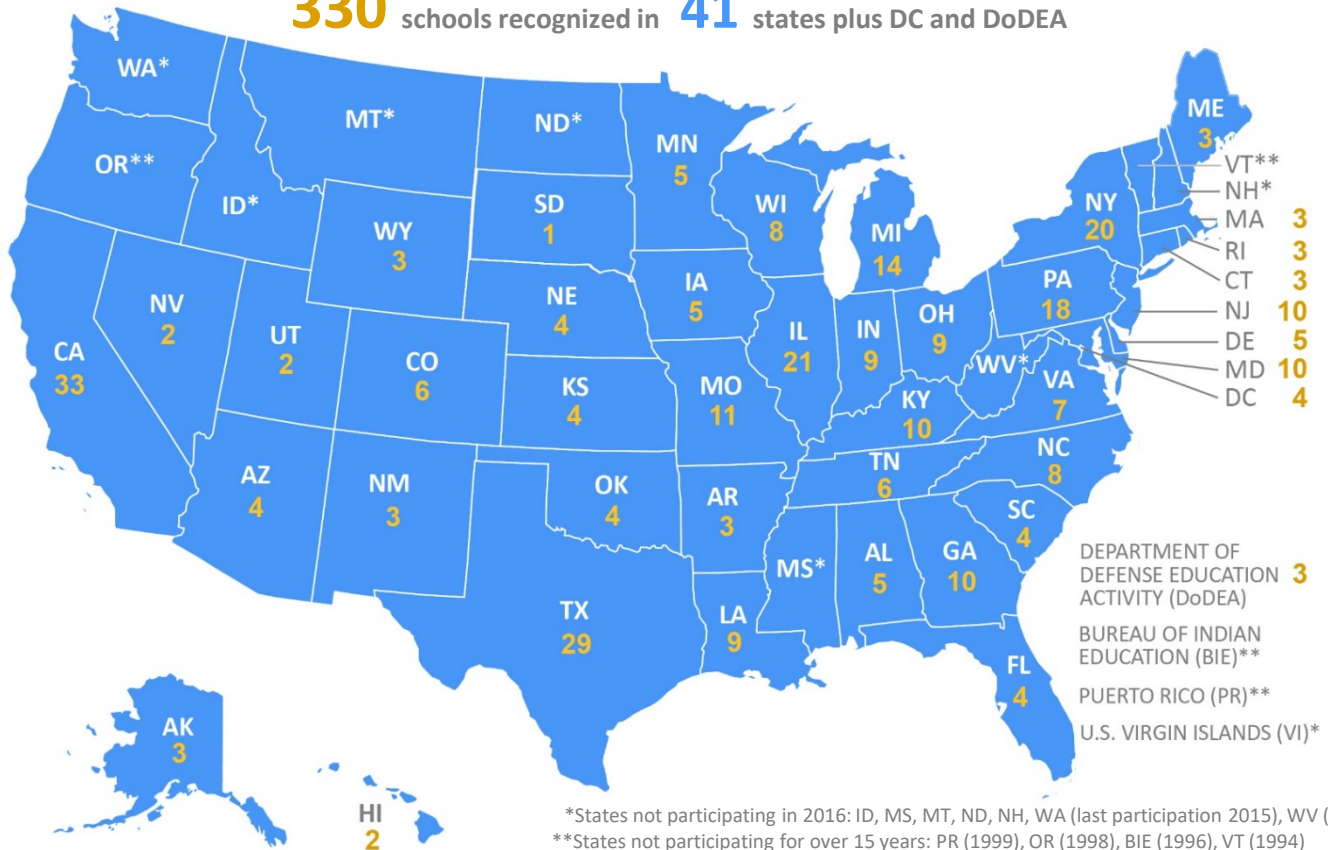 330 schools recognized in 41 states plus DC and DoDEA
WA*
MT*
ND*
MN
5
ME
3
OR**
ID*
WY
3
SD
1
WI
8
MI
14
NY
20
VT**
NH*
MA 3
RI 3
CT 3
NJ 10
DE 5
MD 10
DC 4
NV
2
UT
2
CA
33
CO
6
NE
4
IA
5
IL
21
IN
9
OH
9
PA
18
WV*
VA
7
KS
4
MO
11
KY
10
AZ
4
NM
3
OK
4
AR
3
TN
6
NC
8
SC
4
MS*
AL
5
GA
10
TX
29
LA
9
FL
4
DEPARTMENT OF
DEFENSE EDUCATION 3
ACTIVITY (DoDEA)
BUREAU OF INDIAN
EDUCATION (BIE)**
PUERTO RICO (PR)**
U.S. VIRGIN ISLANDS (VI)*
AK
3
HI
2
*States not participating in 2016: ID, MS, MT, ND, NH, WA (last participation 2015), WV (
**States not participating for over 15 years: PR (1999), OR (1998), BIE (1996), VT (1994)